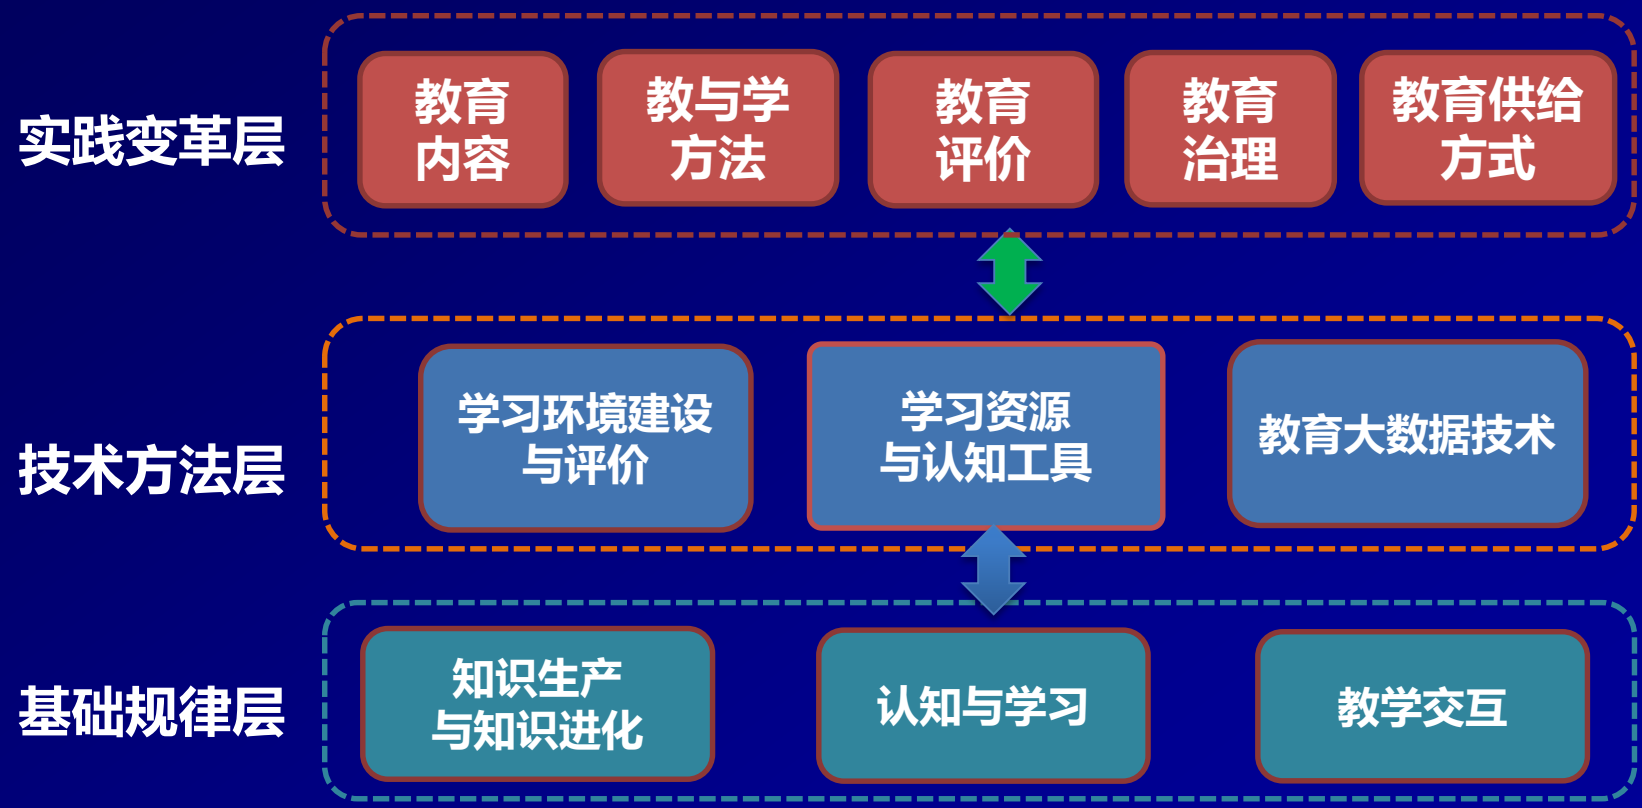 实践变革层
教育
内容
教与学
方法
教育
评价
教育
治理
教育供给
方式
技术方法层
学习环境建设
与评价
学习资源
与认知工具
教育大数据技术
基础规律层
知识生产
与知识进化
认知与学习
教学交互